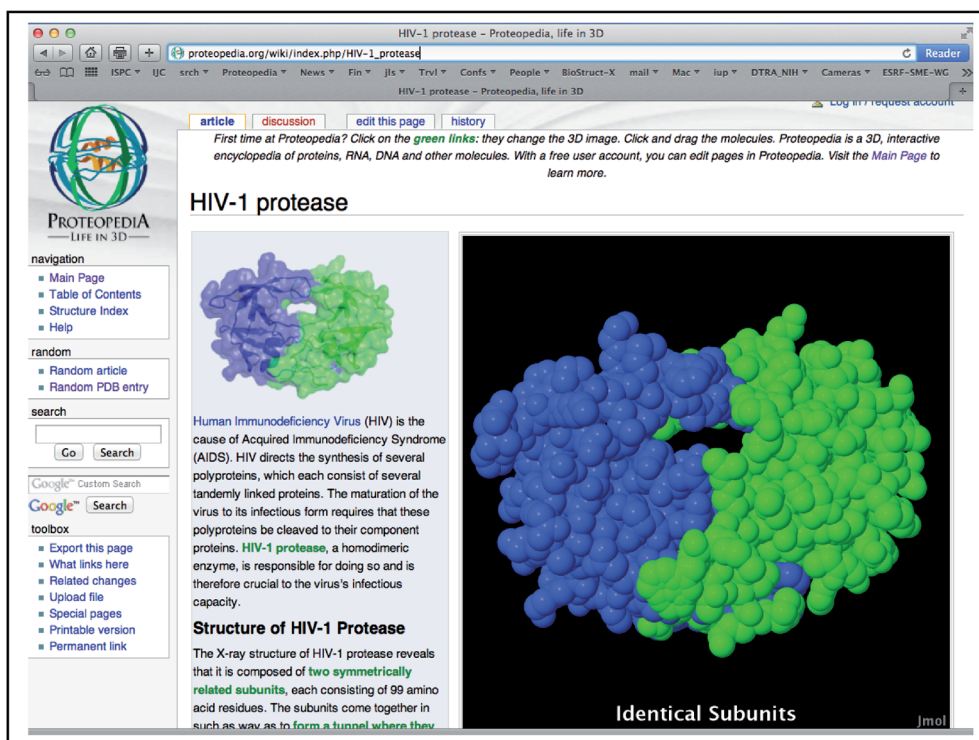 HIV-1 protease – Proteopedia, life in 3D
proteopedia.org/wiki/index.php/HIV-1_protease
Reader
ISPC IJC srch Proteopedia News Fin jls Trvl Confs People BioStruct-X mail Mac iup DTRA_NIH Cameras ESRF-SME-WG
HIV-1 protease – Proteopedia, life in 3D
Log in / request account
article discussion edit this page history
First time at Proteopedia? Click on the green links: they change the 3D image. Click and drag the molecules. Proteopedia is a 3D, interactive
encyclopedia of proteins, RNA, DNA and other molecules. With a free user account, you can edit pages in Proteopedia. Visit the Main Page to
learn more.
PROTEOPEDIA
LIFE IN 3D
navigation
Main Page
Table of Contents
Structure Index
Help
random
Random article
Random PDB entry
search
Go Search
Google™ Custom Search
Google™ Search
toolbox
Export this page
What links here
Related changes
Upload file
Special pages
Printable version
Permanent link
HIV-1 protease
Human Immunodeficiency Virus (HIV) is the
cause of Acquired Immunodeficiency Syndrome
(AIDS). HIV directs the synthesis of several
polyproteins, which each consist of several
tandemly linked proteins. The maturation of the
virus to its infectious form requires that these
polyproteins be cleaved to their component
proteins. HIV-1 protease, a homodimeric
enzyme, is responsible for doing so and is
therefore crucial to the virus's infectious
capacity.
Structure of HIV-1 Protease
The X-ray structure of HIV-1 protease reveals
that it is composed of two symmetrically
related subunits, each consisting of 99 amino
acid residues. The subunits come together in
such as way as to form a tunnel where they
Identical Subunits
Jmol